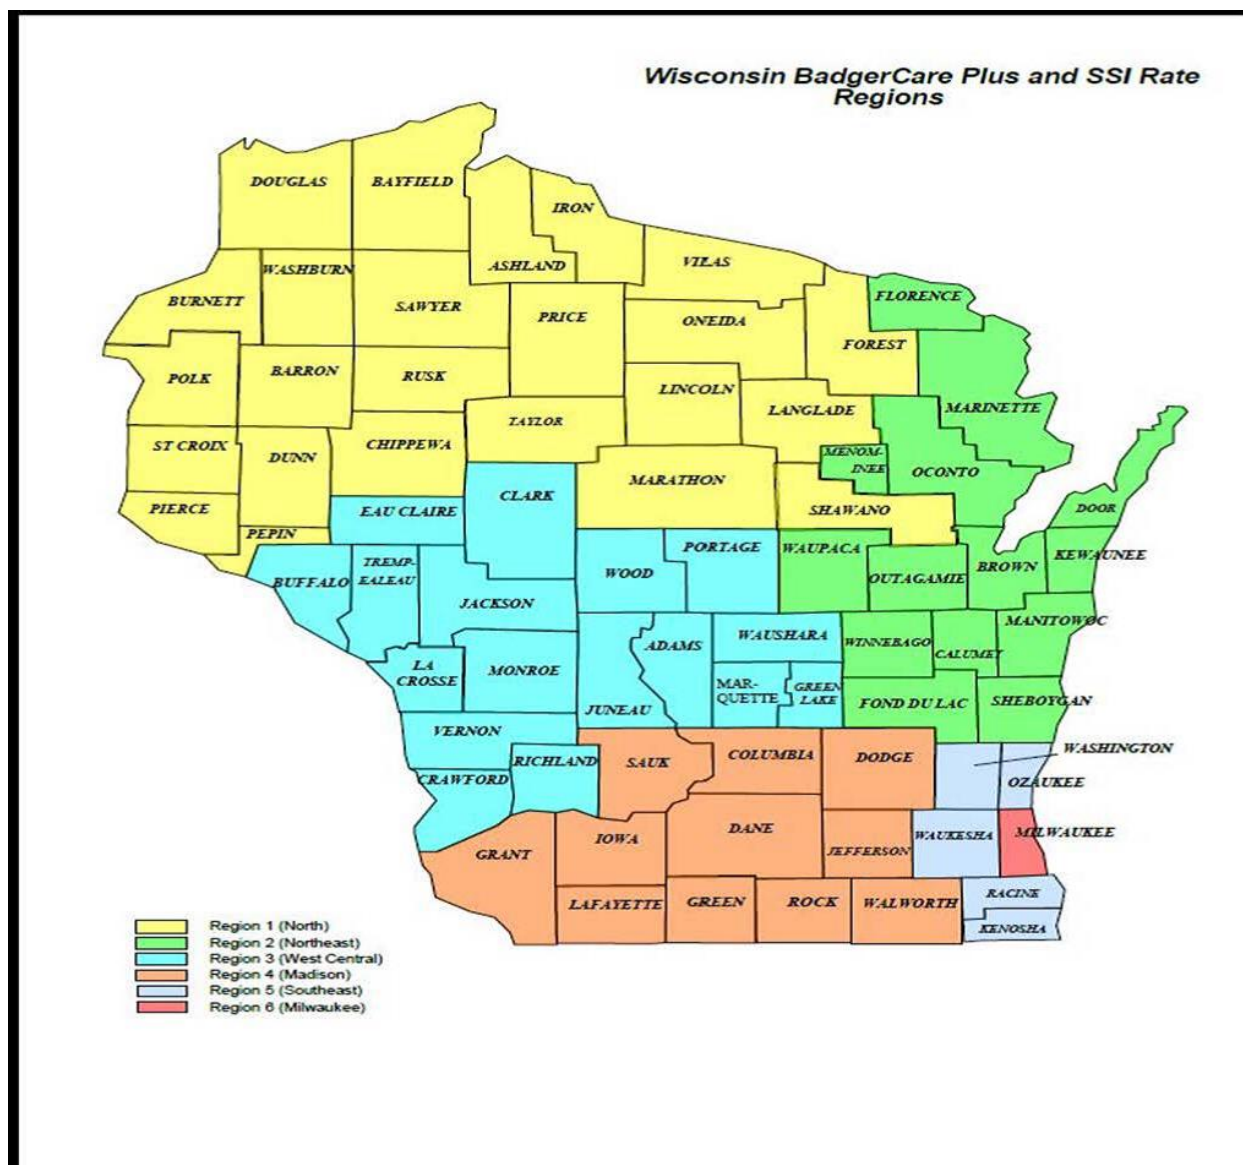 Wisconsin BadgerCare Plus and SSI Rate
Regions
DOUGLAS
BAYFIELD
IRON
ASHLAND
VILAS
WASHBURN
BURNETT
SAWYER
PRICE
ONEIDA
FLORENCE
FOREST
POLK
BARRON
RUSK
LINCOLN
LANGLADE
MARINETTE
TAYLOR
ST CROIX
DUNN
CHIPPEWA
MENOM-
INEE
OCONTO
MARATHON
CLARK
PIERCE
EAU CLAIRE
SHAWANO
DOOR
PEPIN
BUFFALO
TREMP-
EALEAU
WOOD
PORTAGE
WAUPACA
OUTAGAMIE
BROWN
KEWAUNEE
JACKSON
ADAMS
WAUSHARA
WINNEBAGO
CALUMET
MANITOWOC
LA
CROSSE
MONROE
JUNEAU
MAR-
QUETTE
GREEN
LAKE
FOND DU LAC
SHEBOYGAN
VERNON
RICHLAND
CRAWFORD
SAUK
COLUMBIA
DODGE
WASHINGTON
OZAUKEE
GRANT
IOWA
DANE
JEFFERSON
WAUKESHA
MILWAUKEE
LAFAYETTE
GREEN
ROCK
WALWORTH
RACINE
KENOSHA
Region 1 (North)
Region 2 (Northeast)
Region 3 (West Central)
Region 4 (Madison)
Region 5 (Southeast)
Region 6 (Milwaukee)